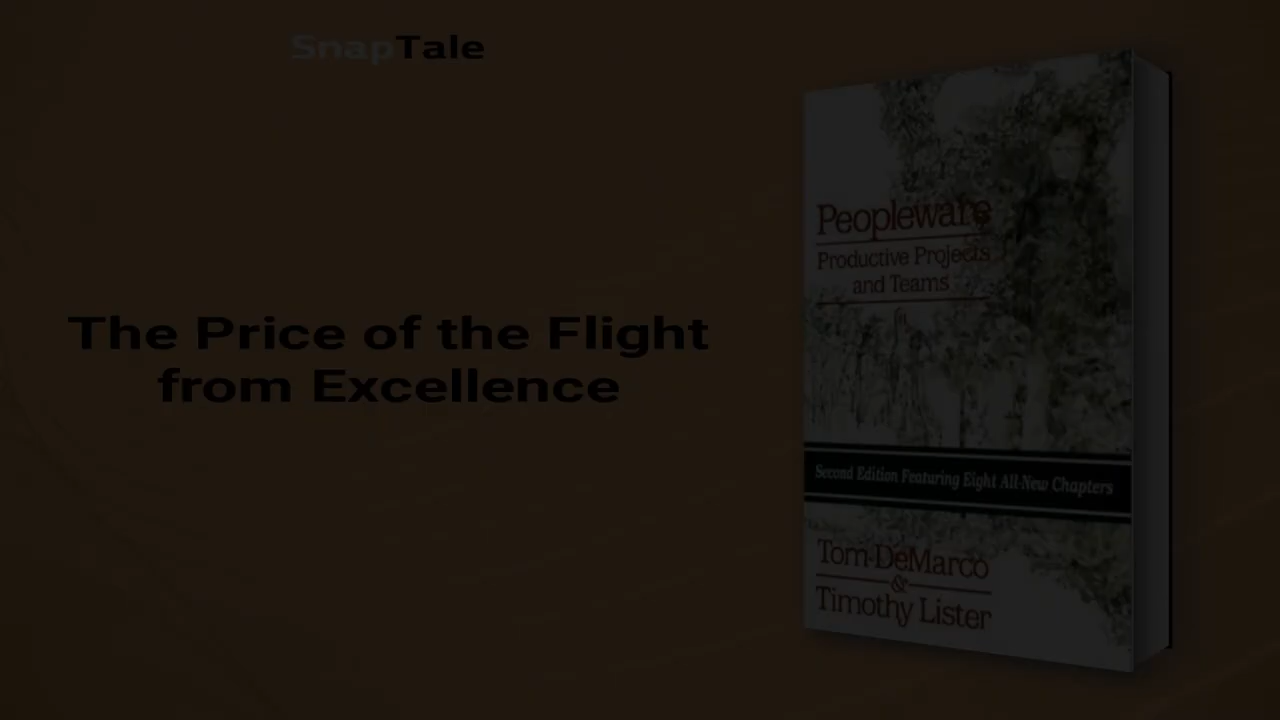 SnapTale
The Price of the Flight
from Excellence
Peopleware
Productive Projects
and Teams
Second Edition Featuring Eight All-New Chapters
Tom DeMarco
&
Timothy Lister